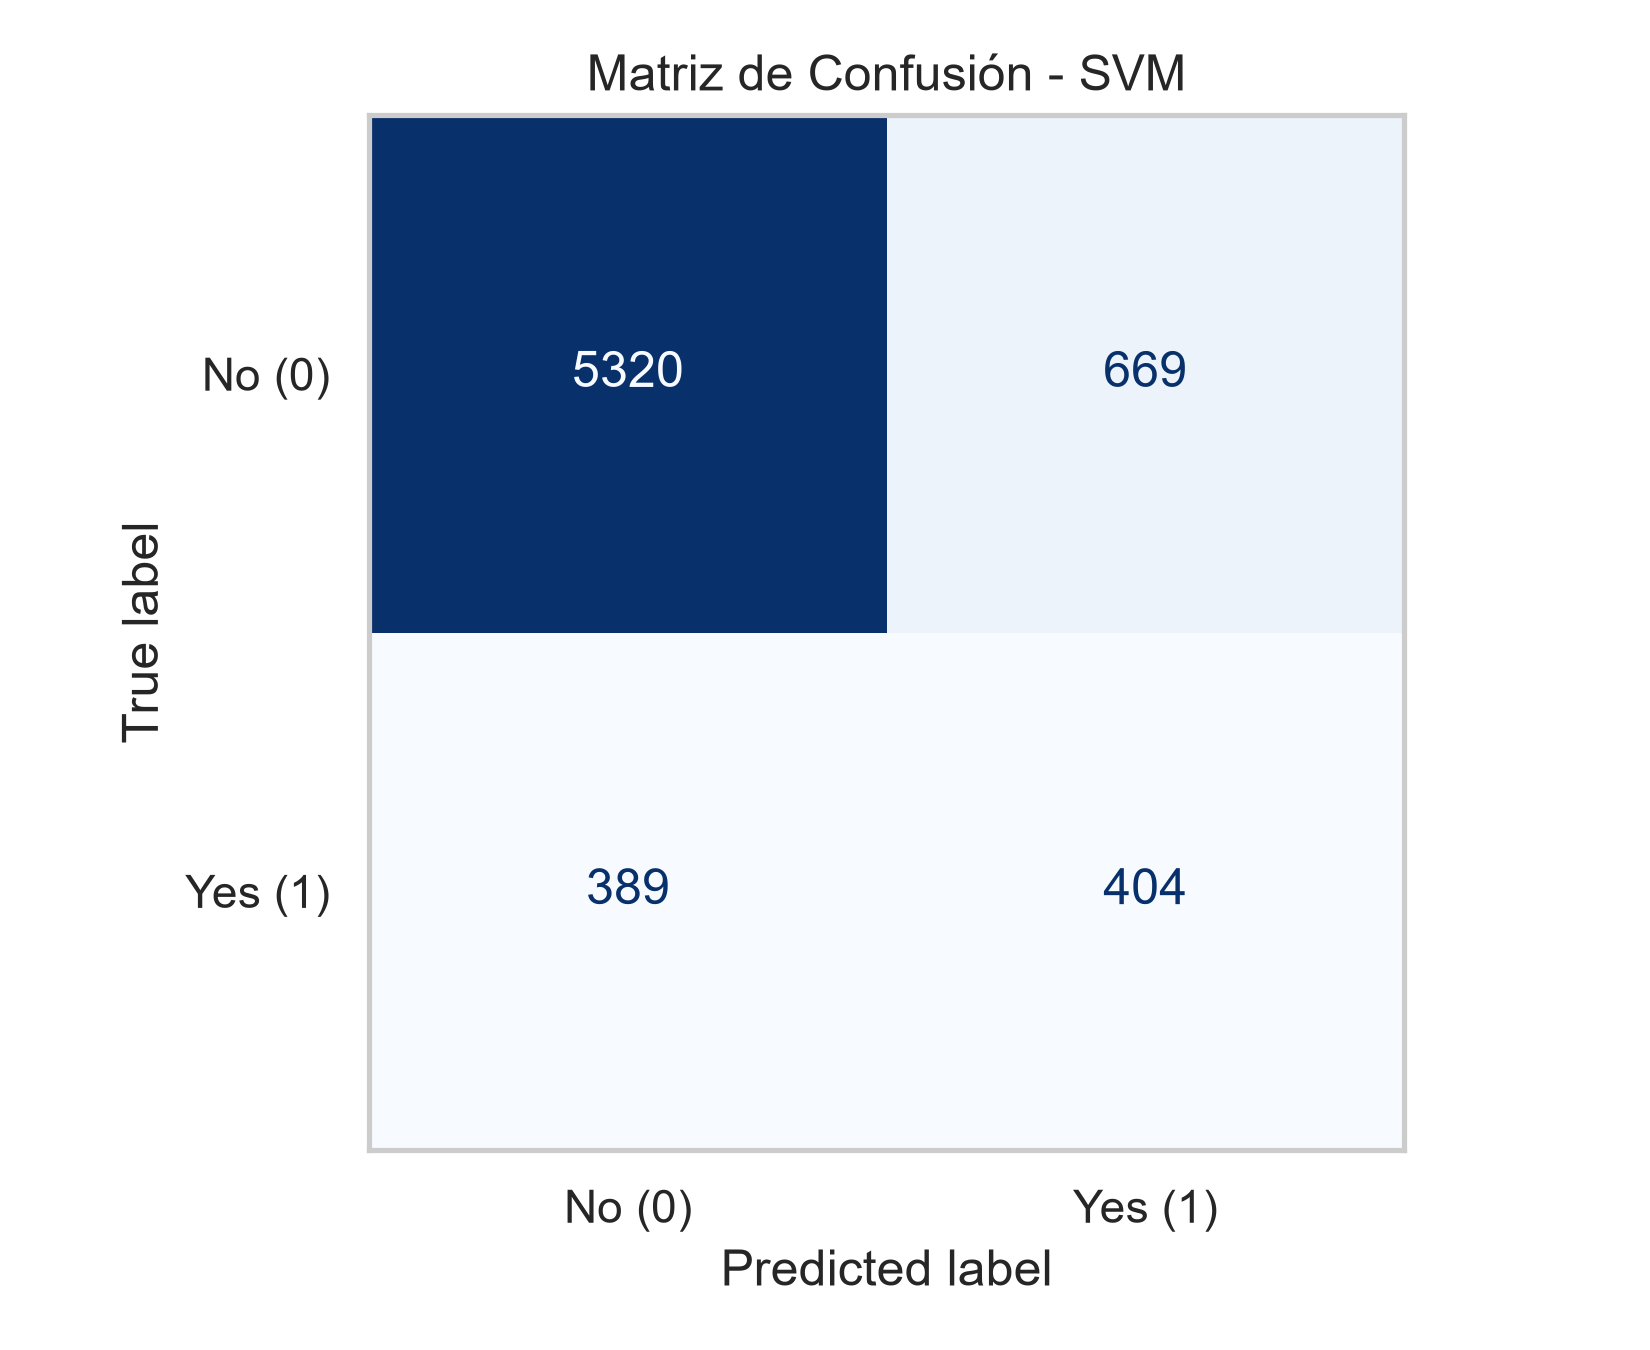 Matriz de Confusión - SVM
No (0)
5320
669
True label
Yes (1)
389
404
No (0)
Yes (1)
Predicted label